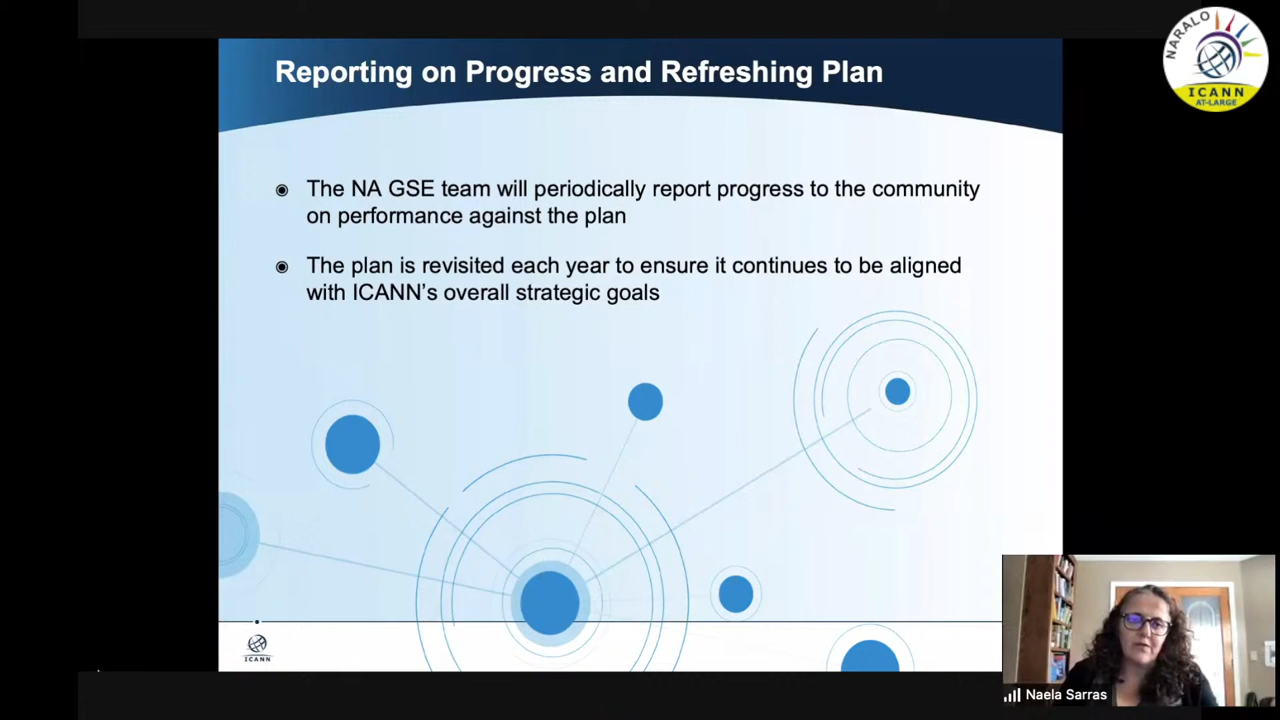 Reporting on Progress and Refreshing Plan
NARALO
ICANN
AT-LARGE
◉ The NA GSE team will periodically report progress to the community
on performance against the plan
◉ The plan is revisited each year to ensure it continues to be aligned
with ICANN’s overall strategic goals
ICANN
Naela Sarras